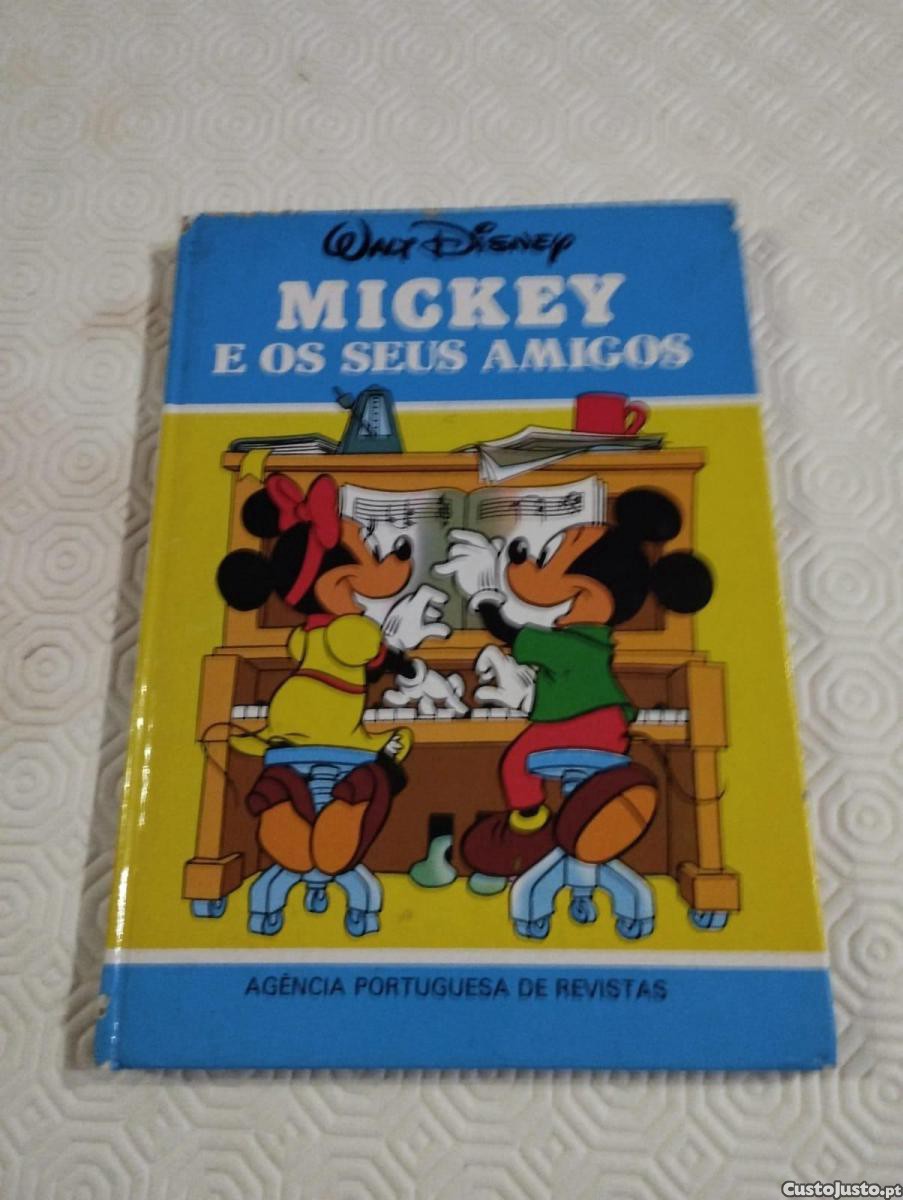 Walt Disney
MICKEY
E OS SEUS AMIGOS
AGÊNCIA PORTUGUESA DE REVISTAS
CustoJusto.pt